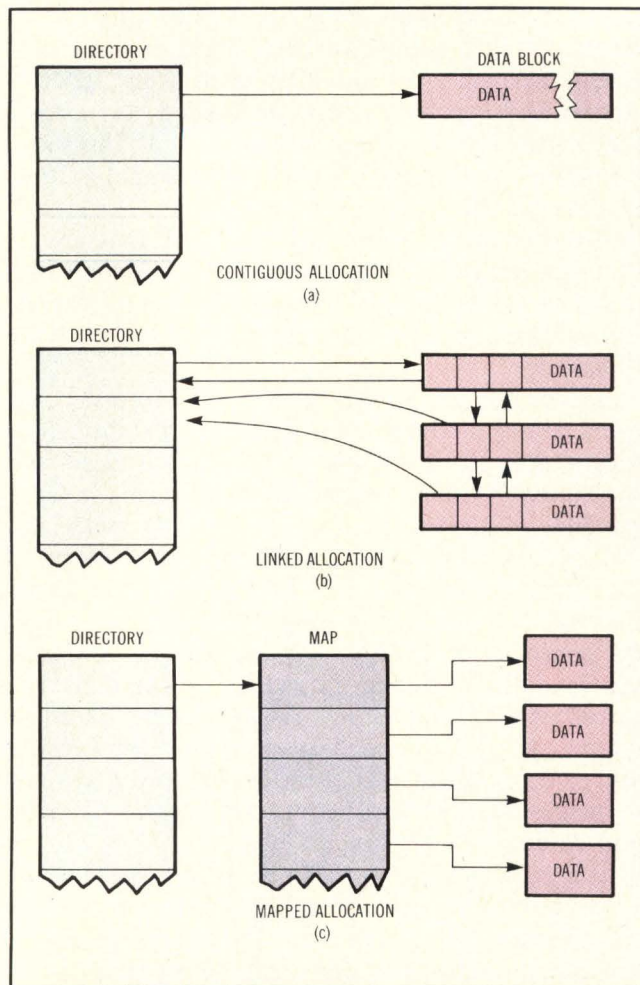 DIRECTORY
DATA BLOCK
DATA
CONTIGUOUS ALLOCATION
(a)
DIRECTORY
DATA
DATA
DATA
LINKED ALLOCATION
(b)
DIRECTORY
MAP
DATA
DATA
DATA
DATA
MAPPED ALLOCATION
(c)